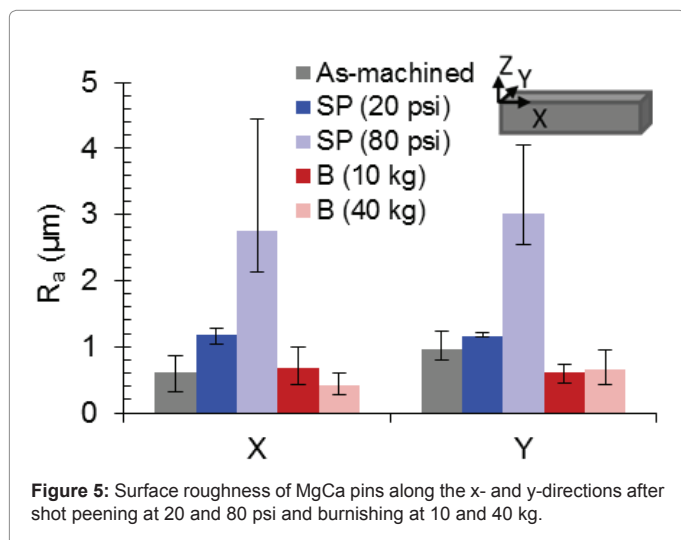 5
4
3
2
1
0
Rₐ (µm)
As-machined
SP (20 psi)
SP (80 psi)
B (10 kg)
B (40 kg)
Z
Y
X
X
Y
Figure 5: Surface roughness of MgCa pins along the x- and y-directions after
shot peening at 20 and 80 psi and burnishing at 10 and 40 kg.